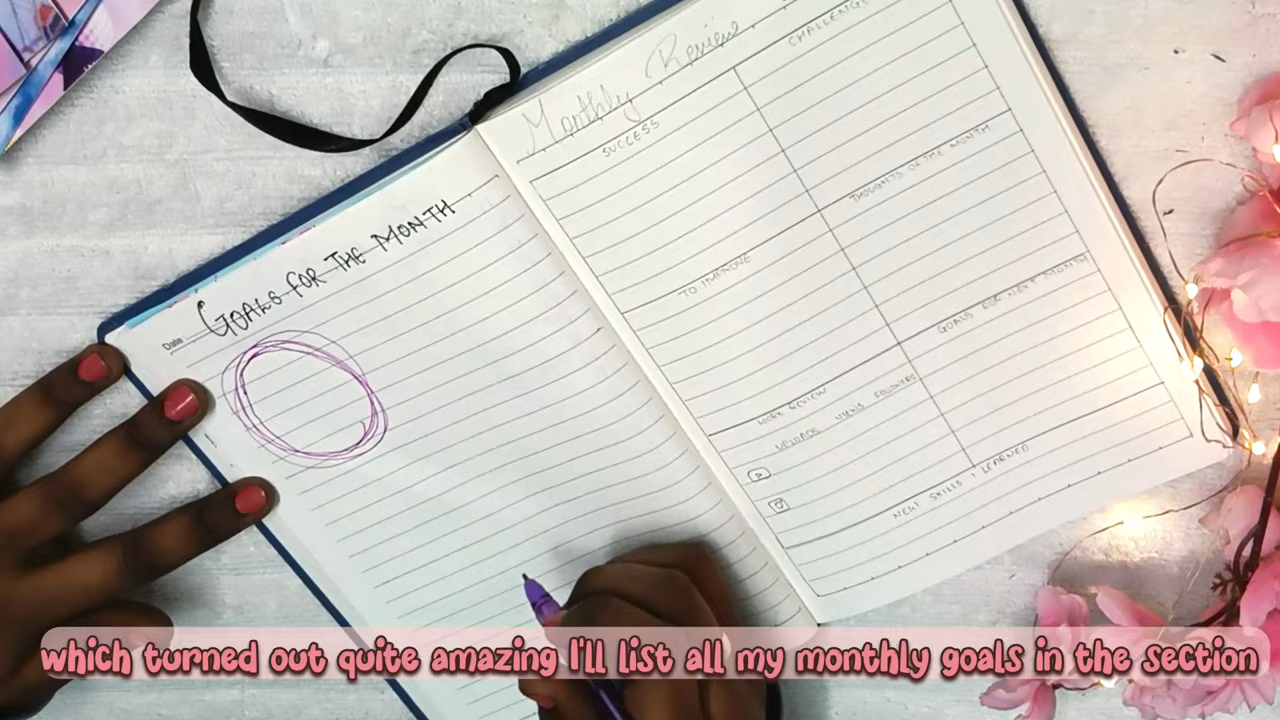 Date:
GOALS FOR THE MONTH
Monthly Review
SUCCESS
CHALLENGE
THOUGHTS OF THE MONTH
TO IMPROVE
GOALS FOR NEXT MONTH
WORK REVIEW
UPLOADS VIEWS FOLLOWERS
NEW SKILLS I LEARNED
which turned out quite amazing I'll list all my monthly goals in the section